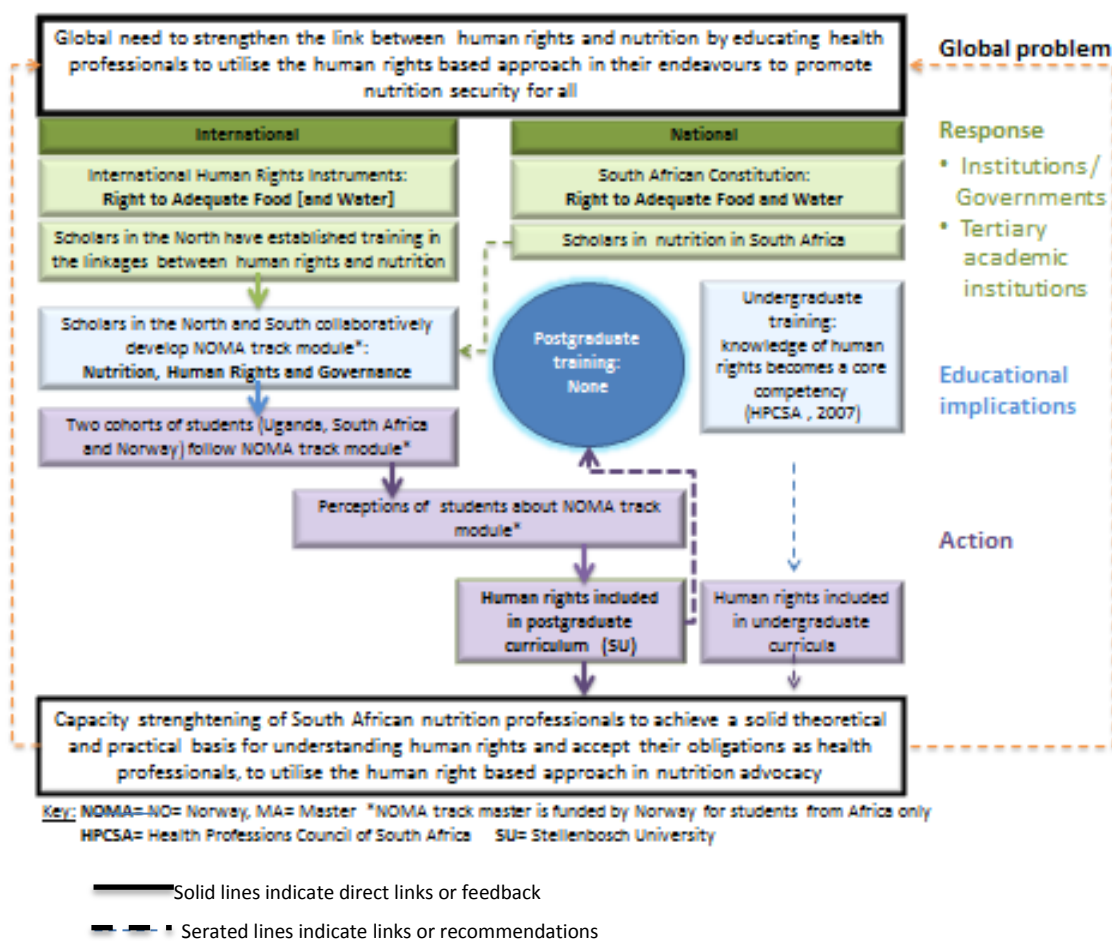 Global need to strengthen the link between human rights and nutrition by educating health
professionals to utilise the human rights based approach in their endeavours to promote
nutrition security for all
Global problem
International
National
Response
• Institutions/
Governments
• Tertiary
academic
institutions
International Human Rights Instruments:
Right to Adequate Food [and Water]
South African Constitution:
Right to Adequate Food and Water
Scholars in the North have established training in
the linkages between human rights and nutrition
Scholars in nutrition in South Africa
Scholars in the North and South collaboratively
develop NOMA track module*:
Nutrition, Human Rights and Governance
Postgraduate
training:
None
Undergraduate
training:
knowledge of human
rights becomes a core
competency
(HPCSA , 2007)
Educational
implications
Two cohorts of students (Uganda, South Africa
and Norway) follow NOMA track module*
Perceptions of students about NOMA track
module*
Action
Human rights included
in postgraduate
curriculum (SU)
Human rights included
in undergraduate
curricula
Capacity strenghtening of South African nutrition professionals to achieve a solid theoretical
and practical basis for understanding human rights and accept their obligations as health
professionals, to utilise the human right based approach in nutrition advocacy
Key: NOMA= NO= Norway, MA= Master *NOMA track master is funded by Norway for students from Africa only
HPCSA= Health Professions Council of South Africa SU= Stellenbosch University
Solid lines indicate direct links or feedback
Serated lines indicate links or recommendations